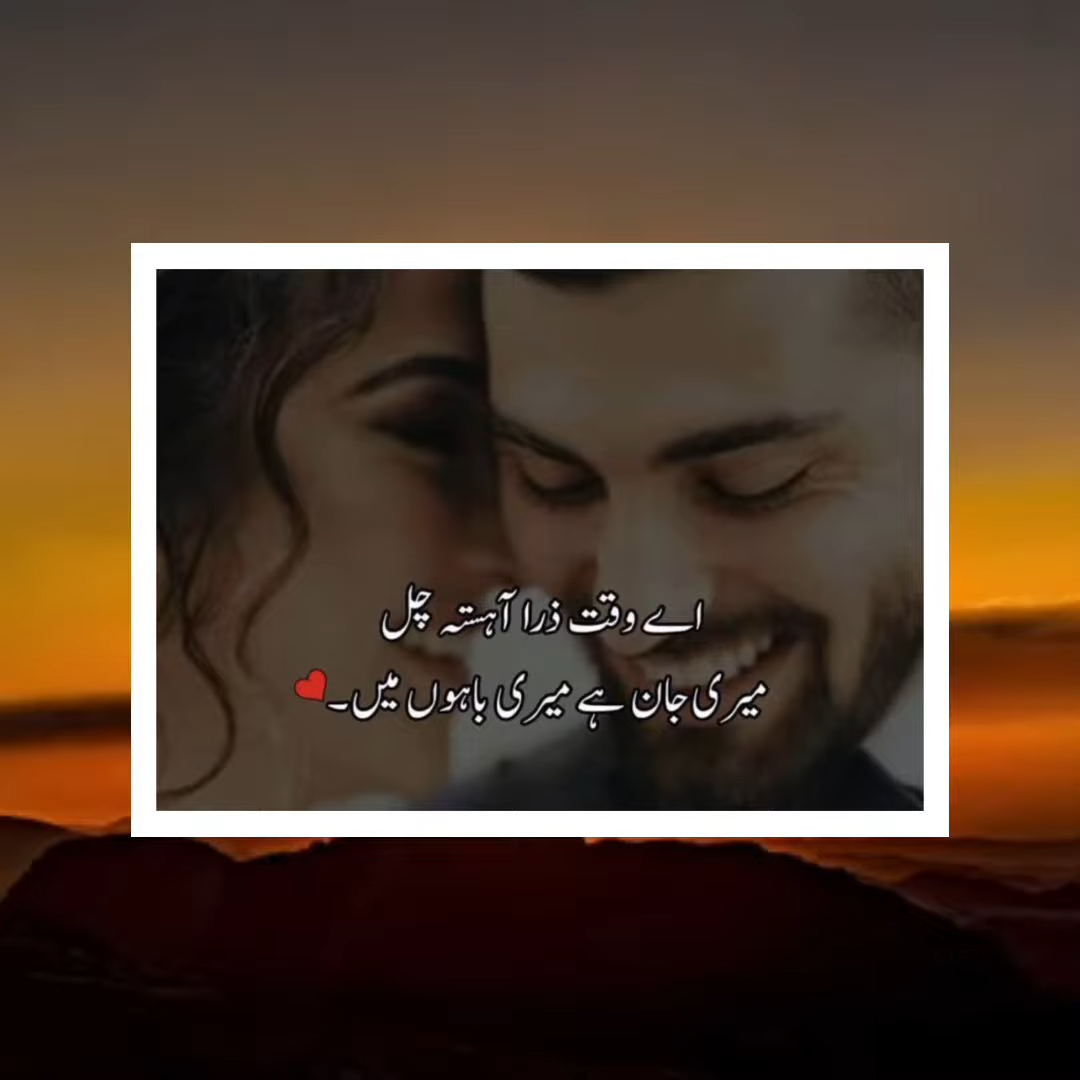 اے وقت ذرا آہستہ چل
میری جان ہے میری باہوں میں۔❤